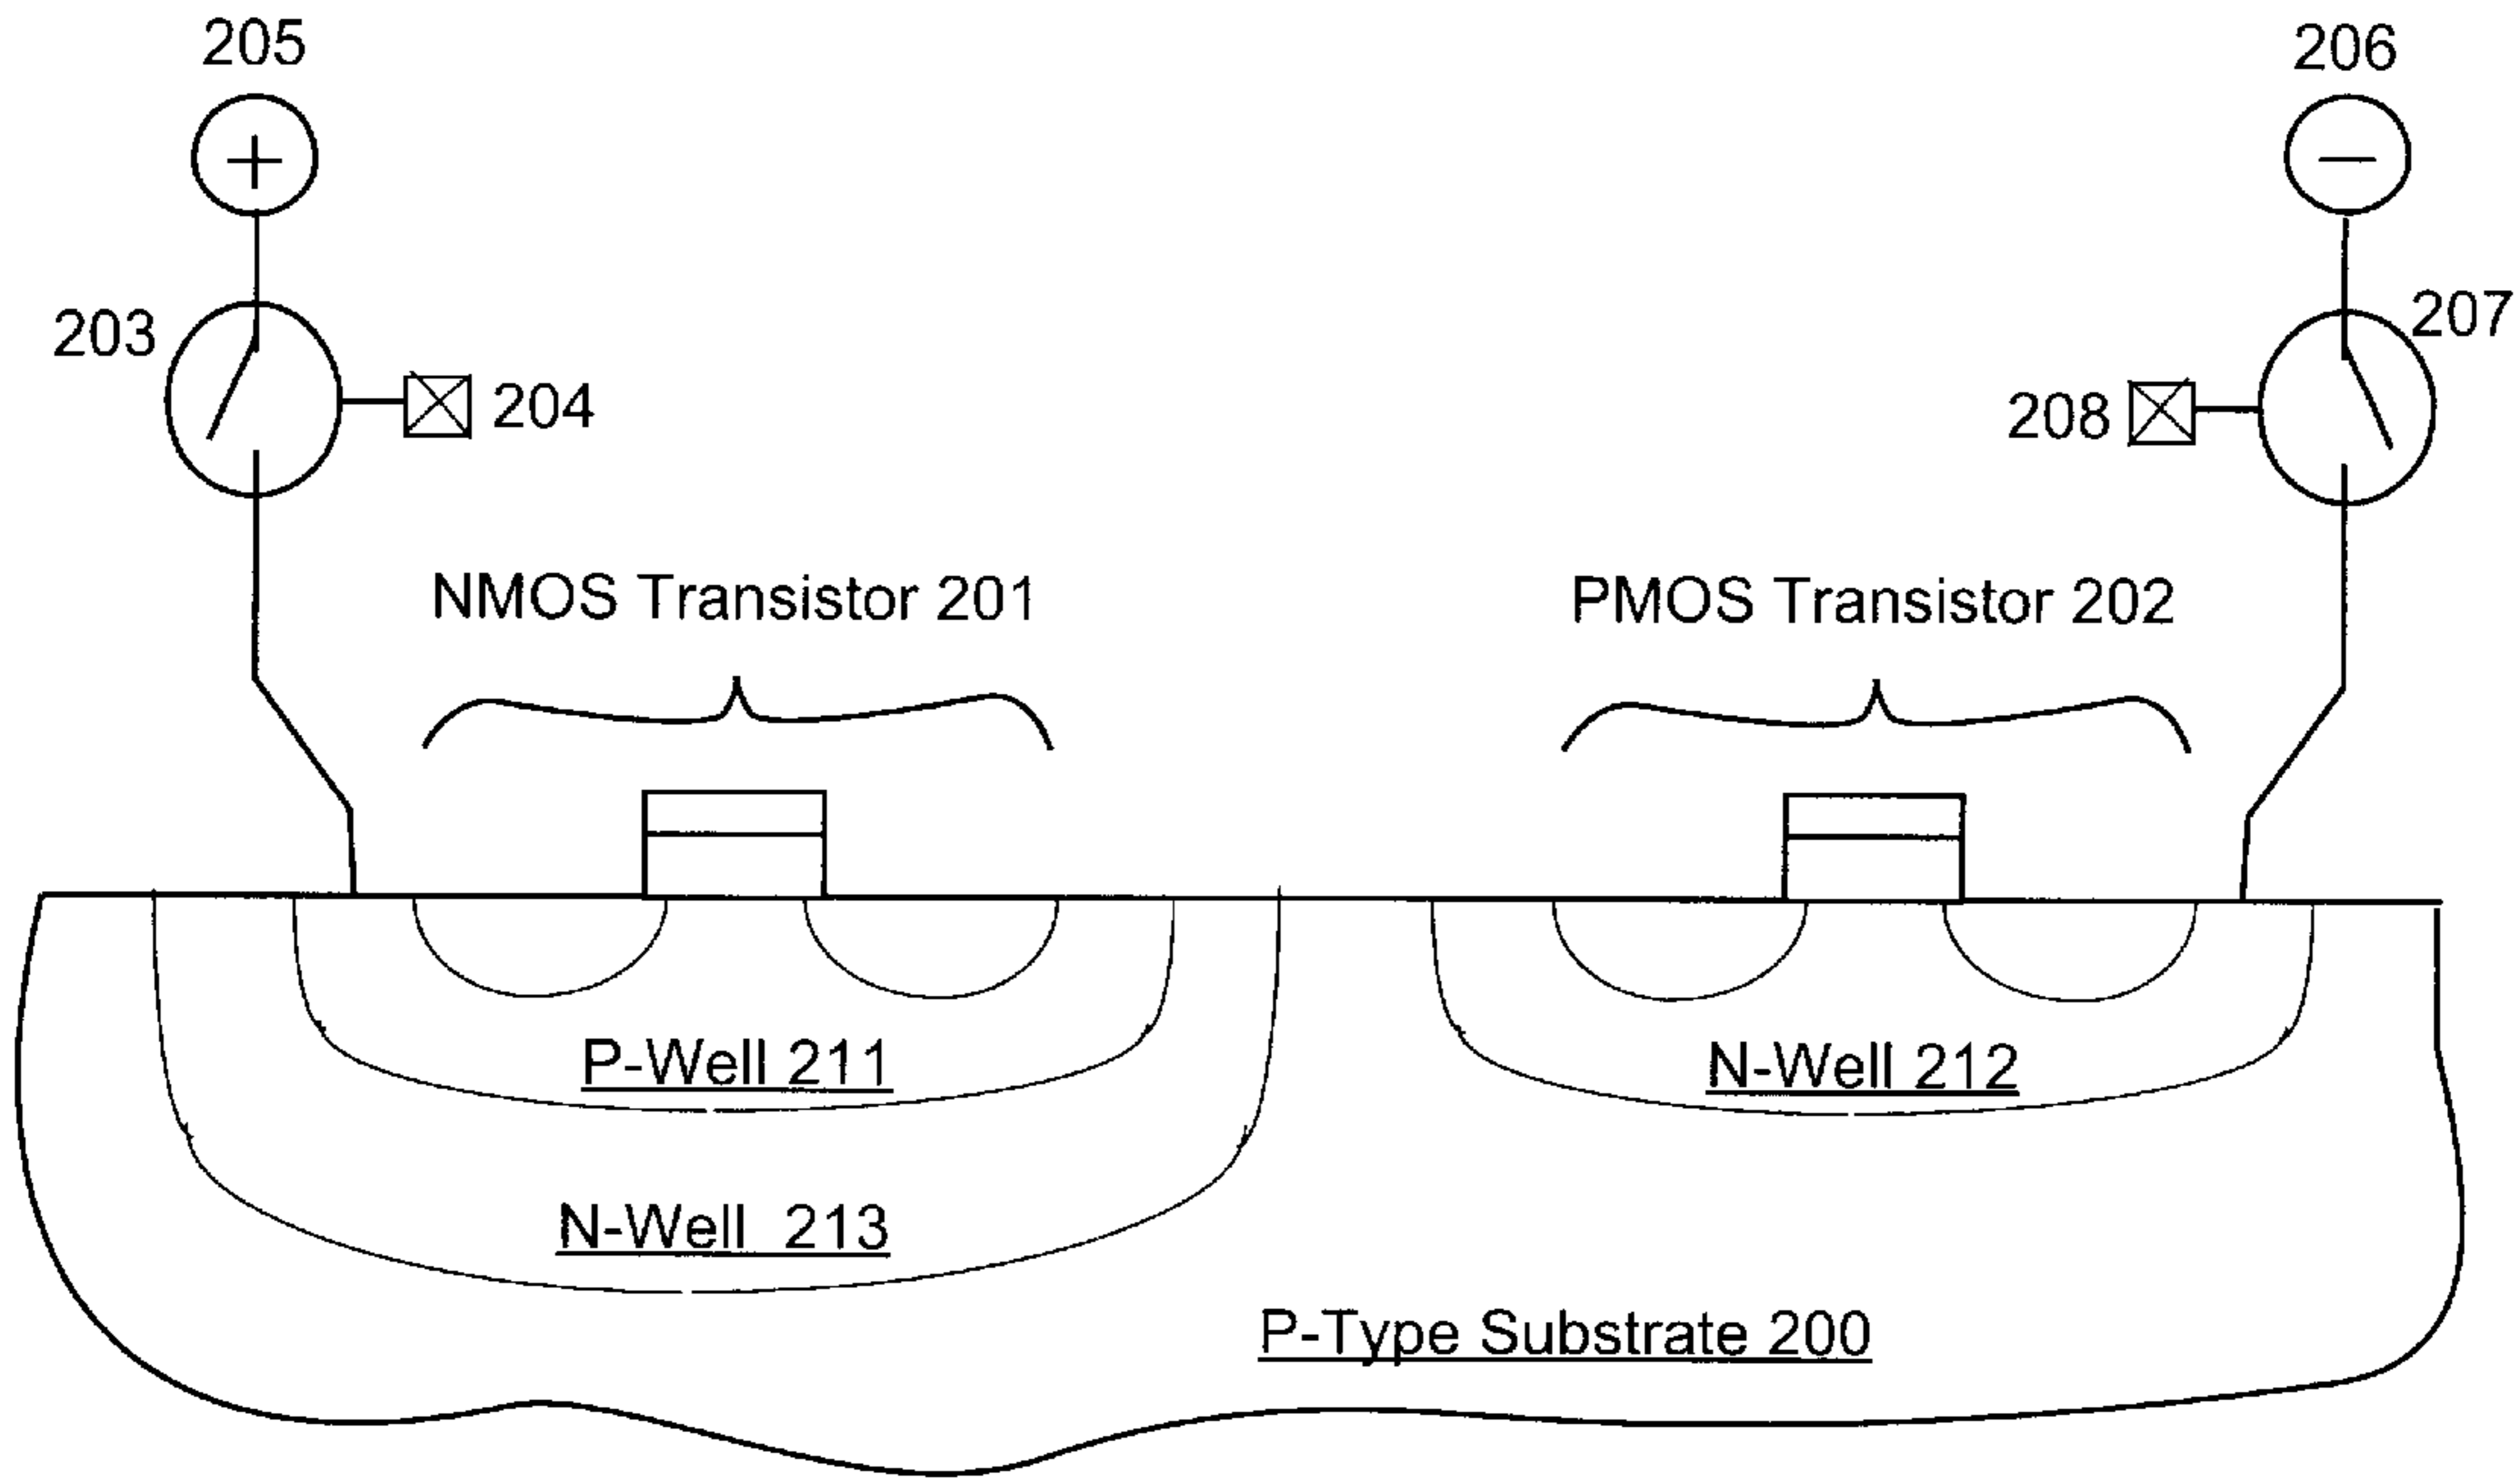 205
206
+
−
203
207
204
208
NMOS Transistor 201
PMOS Transistor 202
P-Well 211
N-Well 212
N-Well 213
P-Type Substrate 200